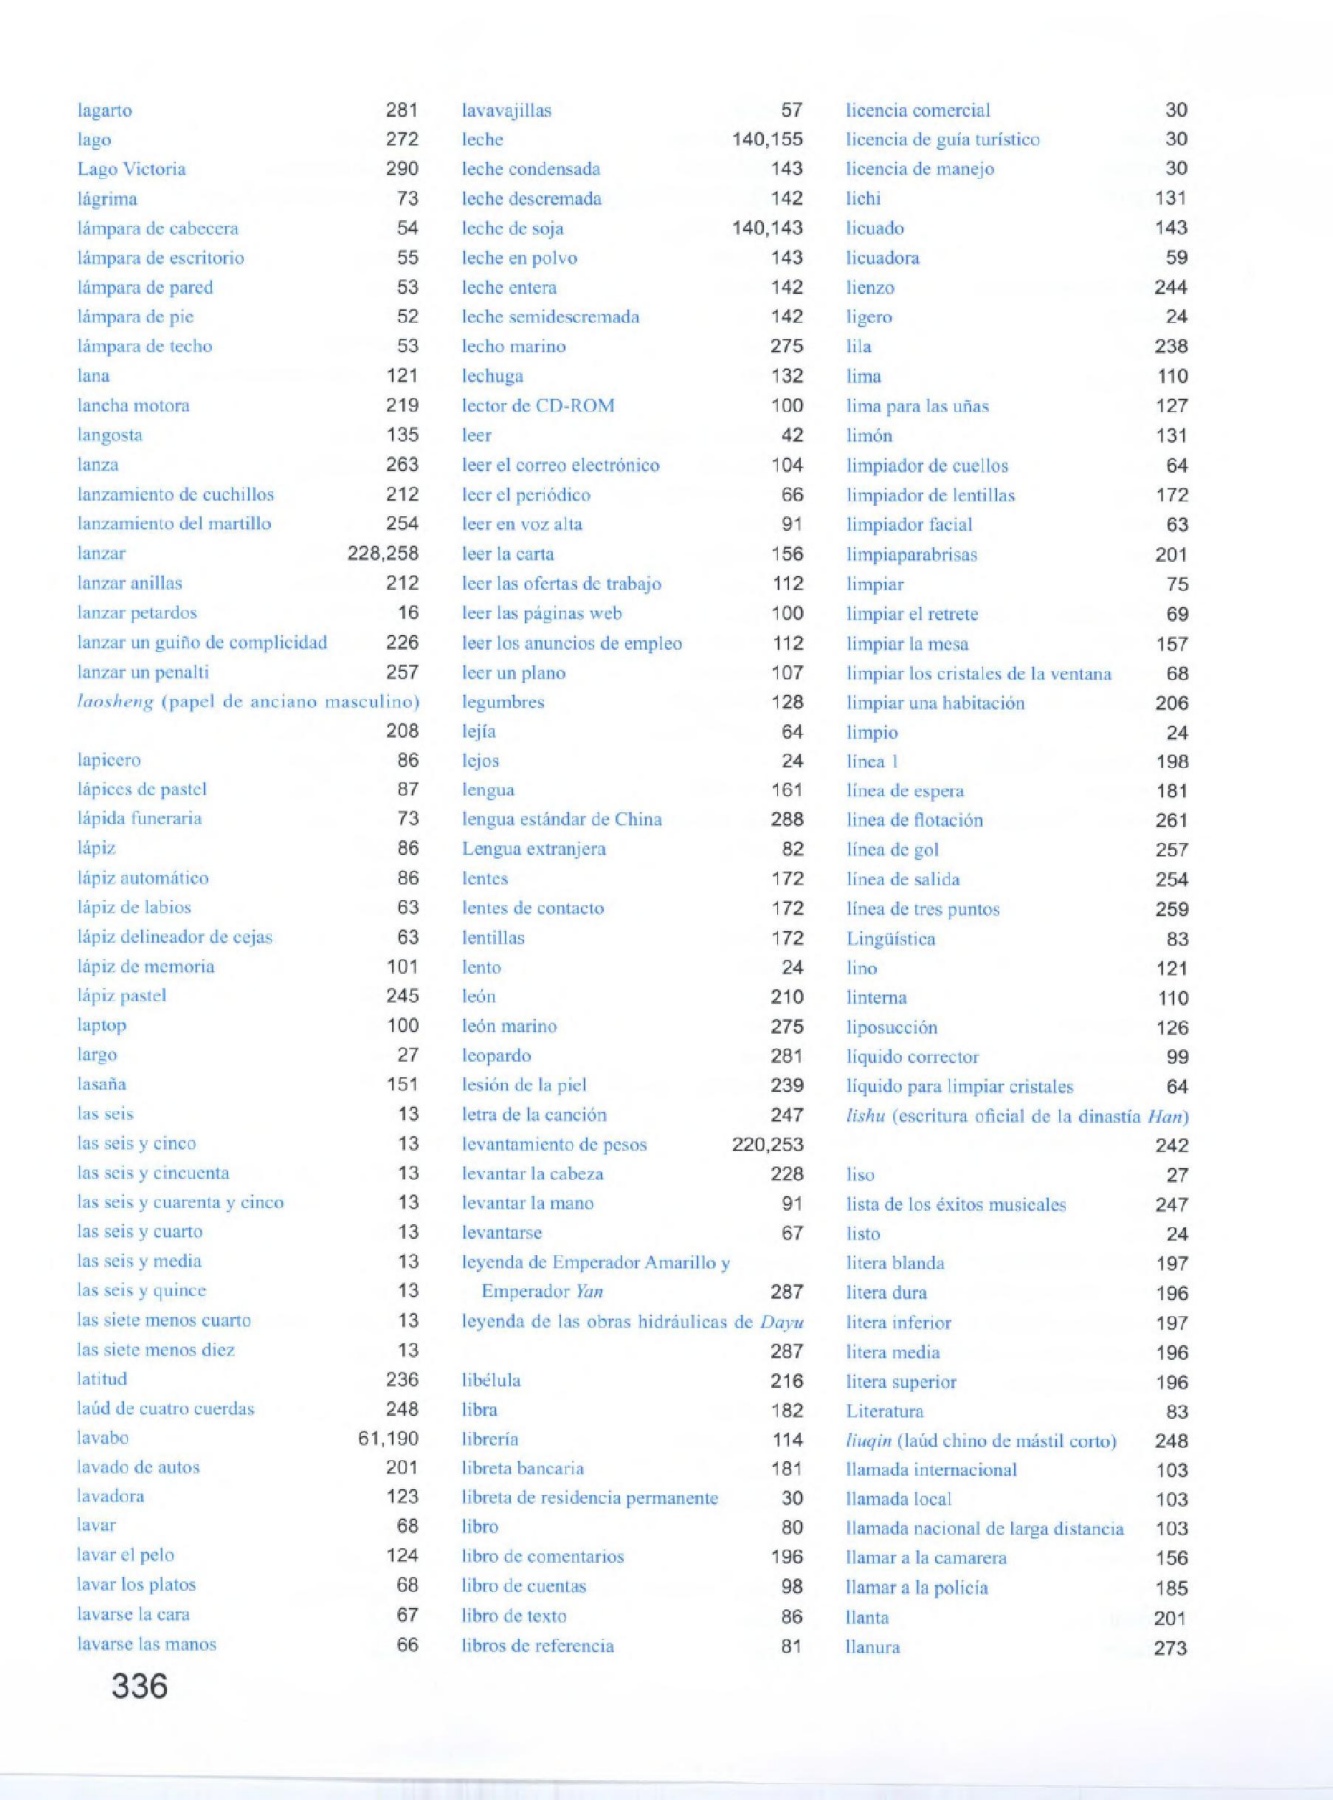 lagarto 281
lago 272
Lago Victoria 290
lágrima 73
lámpara de cabecera 54
lámpara de escritorio 55
lámpara de pared 53
lámpara de pie 52
lámpara de techo 53
lana 121
lancha motora 219
langosta 135
lanza 263
lanzamiento de cuchillos 212
lanzamiento del martillo 254
lanzar 228,258
lanzar anillas 212
lanzar petardos 16
lanzar un guiño de complicidad 226
lanzar un penalti 257
laosheng (papel de anciano masculino)
208
lapicero 86
lápices de pastel 87
lápida funeraria 73
lápiz 86
lápiz automático 86
lápiz de labios 63
lápiz delineador de cejas 63
lápiz de memoria 101
lápiz pastel 245
laptop 100
largo 27
lasaña 151
las seis 13
las seis y cinco 13
las seis y cincuenta 13
las seis y cuarenta y cinco 13
las seis y cuarto 13
las seis y media 13
las seis y quince 13
las siete menos cuarto 13
las siete menos diez 13
latitud 236
laúd de cuatro cuerdas 248
lavabo 61,190
lavado de autos 201
lavadora 123
lavar 68
lavar el pelo 124
lavar los platos 68
lavarse la cara 67
lavarse las manos 66
lavavajillas 57
leche 140,155
leche condensada 143
leche descremada 142
leche de soja 140,143
leche en polvo 143
leche entera 142
leche semidescremada 142
lecho marino 275
lechuga 132
lector de CD-ROM 100
leer 42
leer el correo electrónico 104
leer el periódico 66
leer en voz alta 91
leer la carta 156
leer las ofertas de trabajo 112
leer las páginas web 100
leer los anuncios de empleo 112
leer un plano 107
legumbres 128
lejía 64
lejos 24
lengua 161
lengua estándar de China 288
Lengua extranjera 82
lentes 172
lentes de contacto 172
lentillas 172
lento 24
león 210
león marino 275
leopardo 281
lesión de la piel 239
letra de la canción 247
levantamiento de pesos 220,253
levantar la cabeza 228
levantar la mano 91
levantarse 67
leyenda de Emperador Amarillo y
Emperador Yan 287
leyenda de las obras hidráulicas de Dayu
287
libélula 216
libra 182
librería 114
libreta bancaria 181
libreta de residencia permanente 30
libro 80
libro de comentarios 196
libro de cuentas 98
libro de texto 86
libros de referencia 81
licencia comercial 30
licencia de guía turístico 30
licencia de manejo 30
lichi 131
licuado 143
licuadora 59
lienzo 244
ligero 24
lila 238
lima 110
lima para las uñas 127
limón 131
limpiador de cuellos 64
limpiador de lentillas 172
limpiador facial 63
limpiaparabrisas 201
limpiar 75
limpiar el retrete 69
limpiar la mesa 157
limpiar los cristales de la ventana 68
limpiar una habitación 206
limpio 24
línea 1 198
línea de espera 181
línea de flotación 261
línea de gol 257
línea de salida 254
línea de tres puntos 259
Lingüística 83
lino 121
linterna 110
liposucción 126
líquido corrector 99
líquido para limpiar cristales 64
lishu (escritura oficial de la dinastía Han)
242
liso 27
lista de los éxitos musicales 247
listo 24
litera blanda 197
litera dura 196
litera inferior 197
litera media 196
litera superior 196
Literatura 83
liuqin (laúd chino de mástil corto) 248
llamada internacional 103
llamada local 103
llamada nacional de larga distancia 103
llamar a la camarera 156
llamar a la policía 185
llanta 201
llanura 273
336